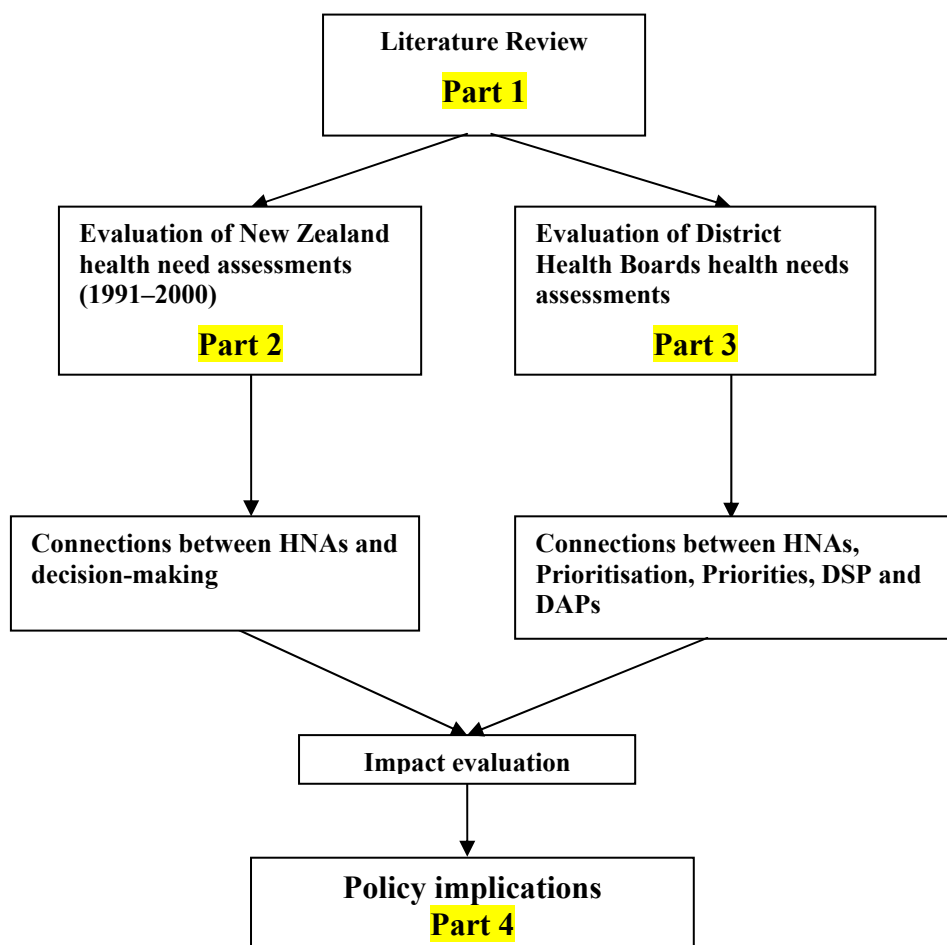 Literature Review
Part 1
Evaluation of New Zealand
health need assessments
(1991–2000)
Part 2
Evaluation of District
Health Boards health needs
assessments
Part 3
Connections between HNAs and
decision-making
Connections between HNAs,
Prioritisation, Priorities, DSP and
DAPs
Impact evaluation
Policy implications
Part 4